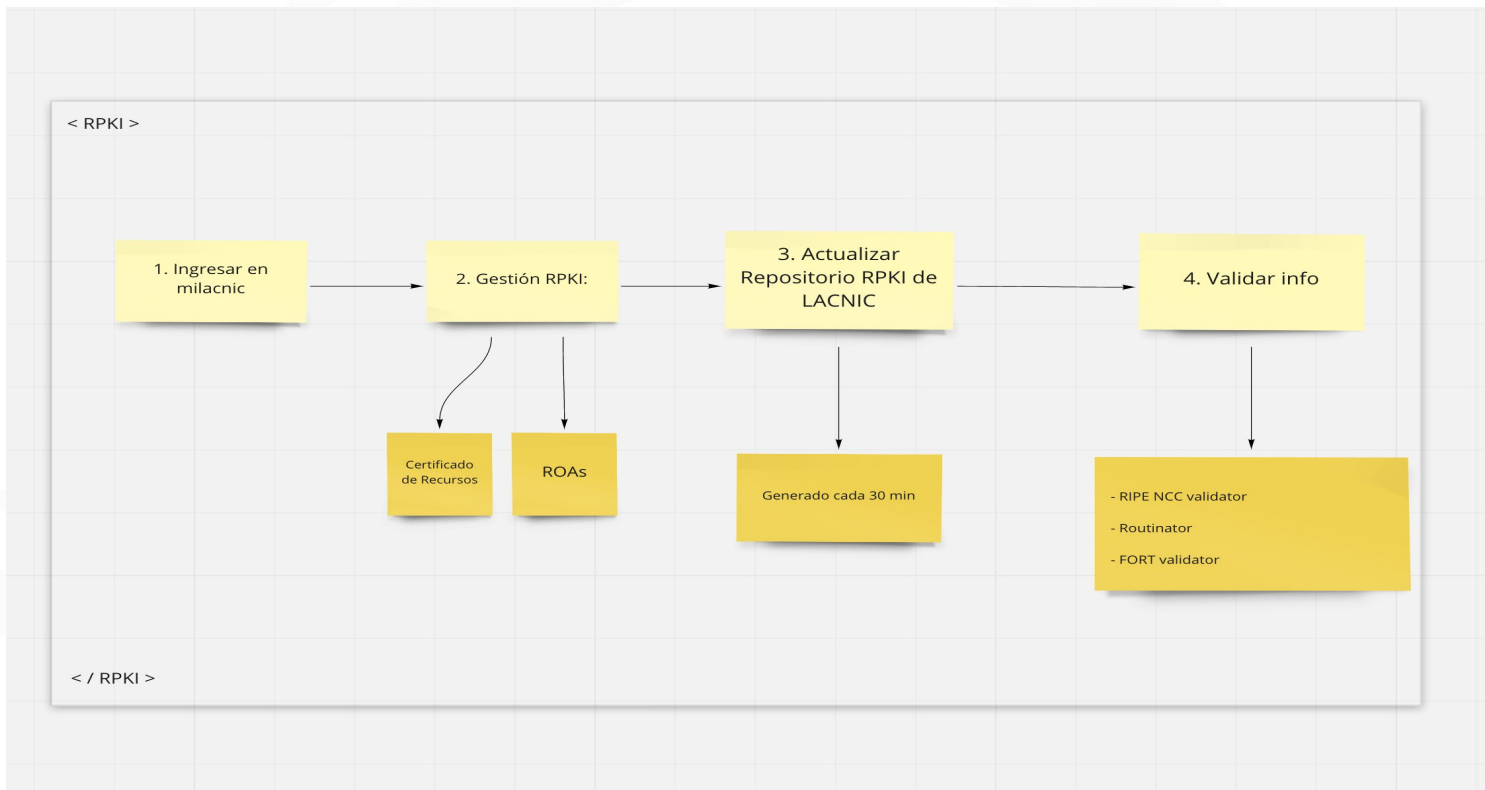 < RPKI >
1. Ingresar en
milacnic
2. Gestión RPKI:
3. Actualizar
Repositorio RPKI de
LACNIC
4. Validar info
Certificado
de Recursos
ROAs
Generado cada 30 min
- RIPE NCC validator
- Routinator
- FORT validator
< / RPKI >